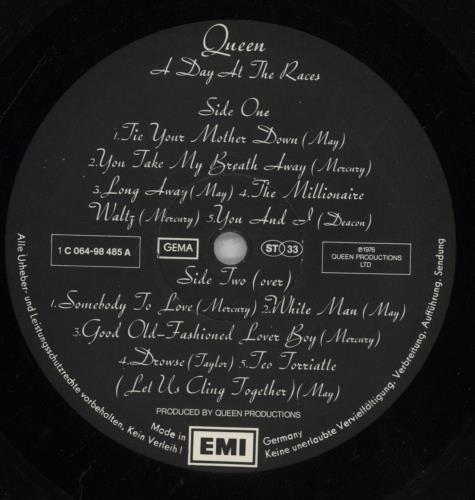 Queen
A Day At The Races
Side One
1. Tie Your Mother Down (May)
2. You Take My Breath Away (Mercury)
3. Long Away (May) 4. The Millionaire
Waltz (Mercury) 5. You And I (Deacon)
1 C 064-98 485 A
GEMA
ST 33
℗1976
QUEEN PRODUCTIONS
LTD
Side Two (over)
1. Somebody To Love (Mercury) 2. White Man (May)
3. Good Old-Fashioned Lover Boy (Mercury)
4. Drowse (Taylor) 5. Teo Torriatte
(Let Us Cling Together) (May)
PRODUCED BY QUEEN PRODUCTIONS
Made in
EMI
Germany
Alle Urheber- und Leistungsschutzrechte vorbehalten. Kein Verleih!
Keine unerlaubte Vervielfältigung, Verbreitung, Aufführung, Sendung